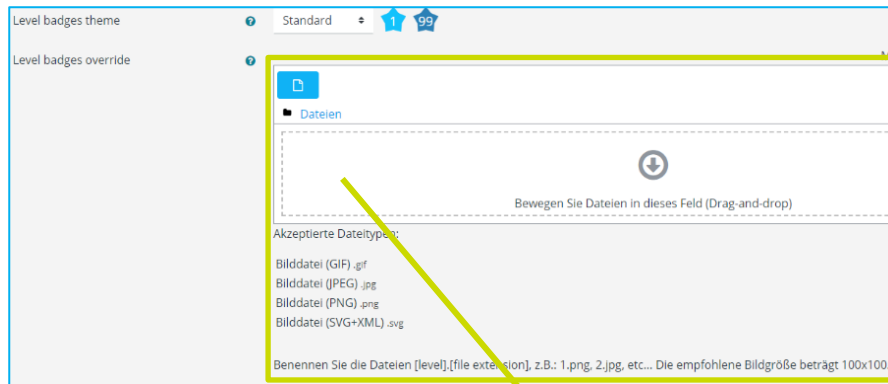 Level badges theme
Standard 1 99
Level badges override
Dateien
Bewegen Sie Dateien in dieses Feld (Drag-and-drop)
Akzeptierte Dateitypen:
Bilddatei (GIF) .gif
Bilddatei (JPEG) .jpg
Bilddatei (PNG) .png
Bilddatei (SVG+XML) .svg
Benennen Sie die Dateien [level].[file extension], z.B.: 1.png, 2.jpg, etc... Die empfohlene Bildgröße beträgt 100x100